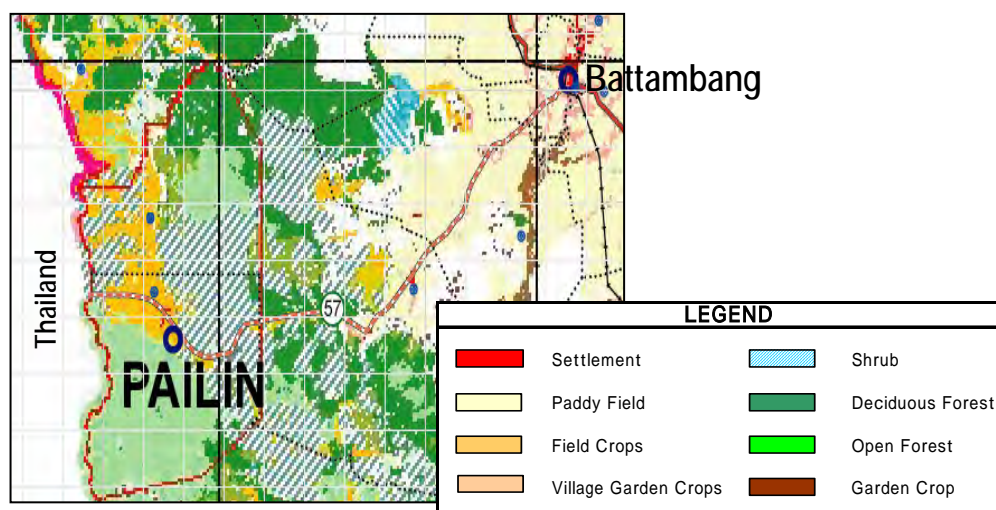 Battambang
Thailand
57
PAILIN
LEGEND
Settlement
Shrub
Paddy Field
Deciduous Forest
Field Crops
Open Forest
Village Garden Crops
Garden Crop